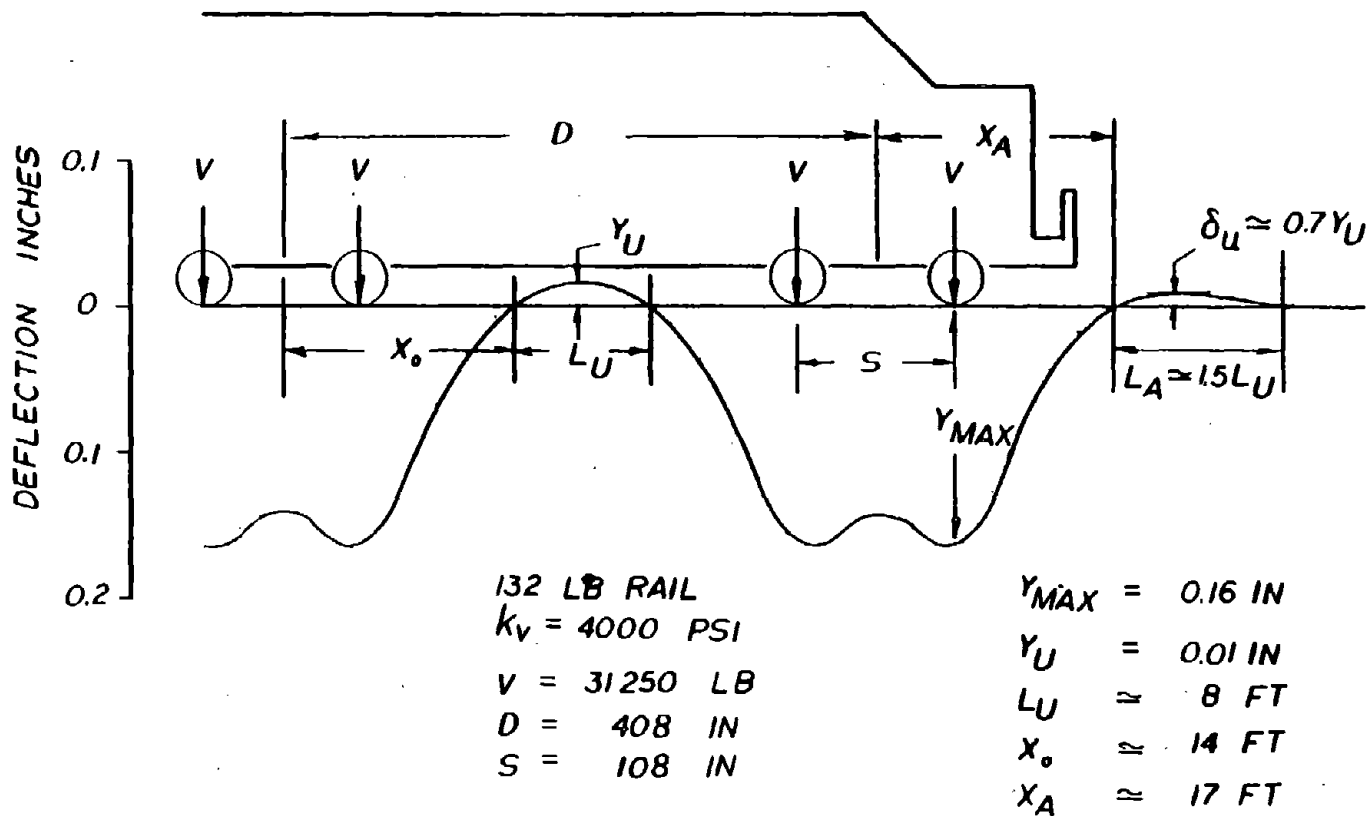 DEFLECTION INCHES
0.1
0
0.1
0.2
D
X_A
V
V
V
V
Y_U
δ_u ≃ 0.7Y_U
X_o
L_U
S
L_A ≃ 1.5L_U
Y_MAX
132 LB RAIL
k_v = 4000 PSI
V = 31250 LB
D = 408 IN
S = 108 IN
Y_MAX = 0.16 IN
Y_U = 0.01 IN
L_U ≃ 8 FT
X_o ≃ 14 FT
X_A ≃ 17 FT